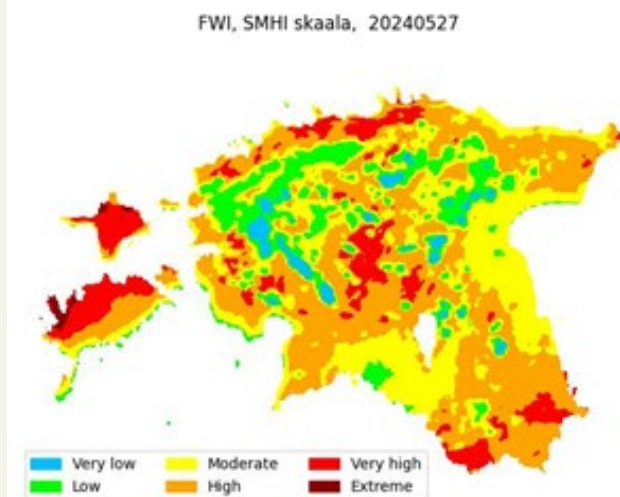 FWI, SMHI skaala, 20240527
Very low Moderate Very high
Low High Extreme